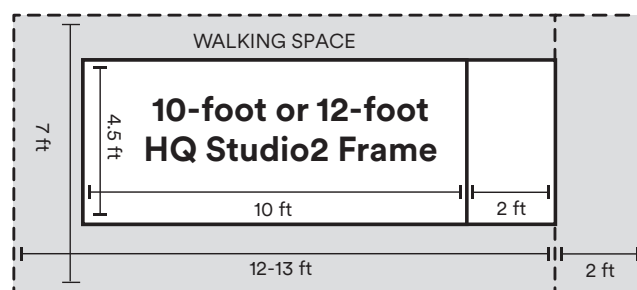 WALKING SPACE
10-foot or 12-foot
HQ Studio2 Frame
7 ft
4.5 ft
10 ft
2 ft
12-13 ft
2 ft